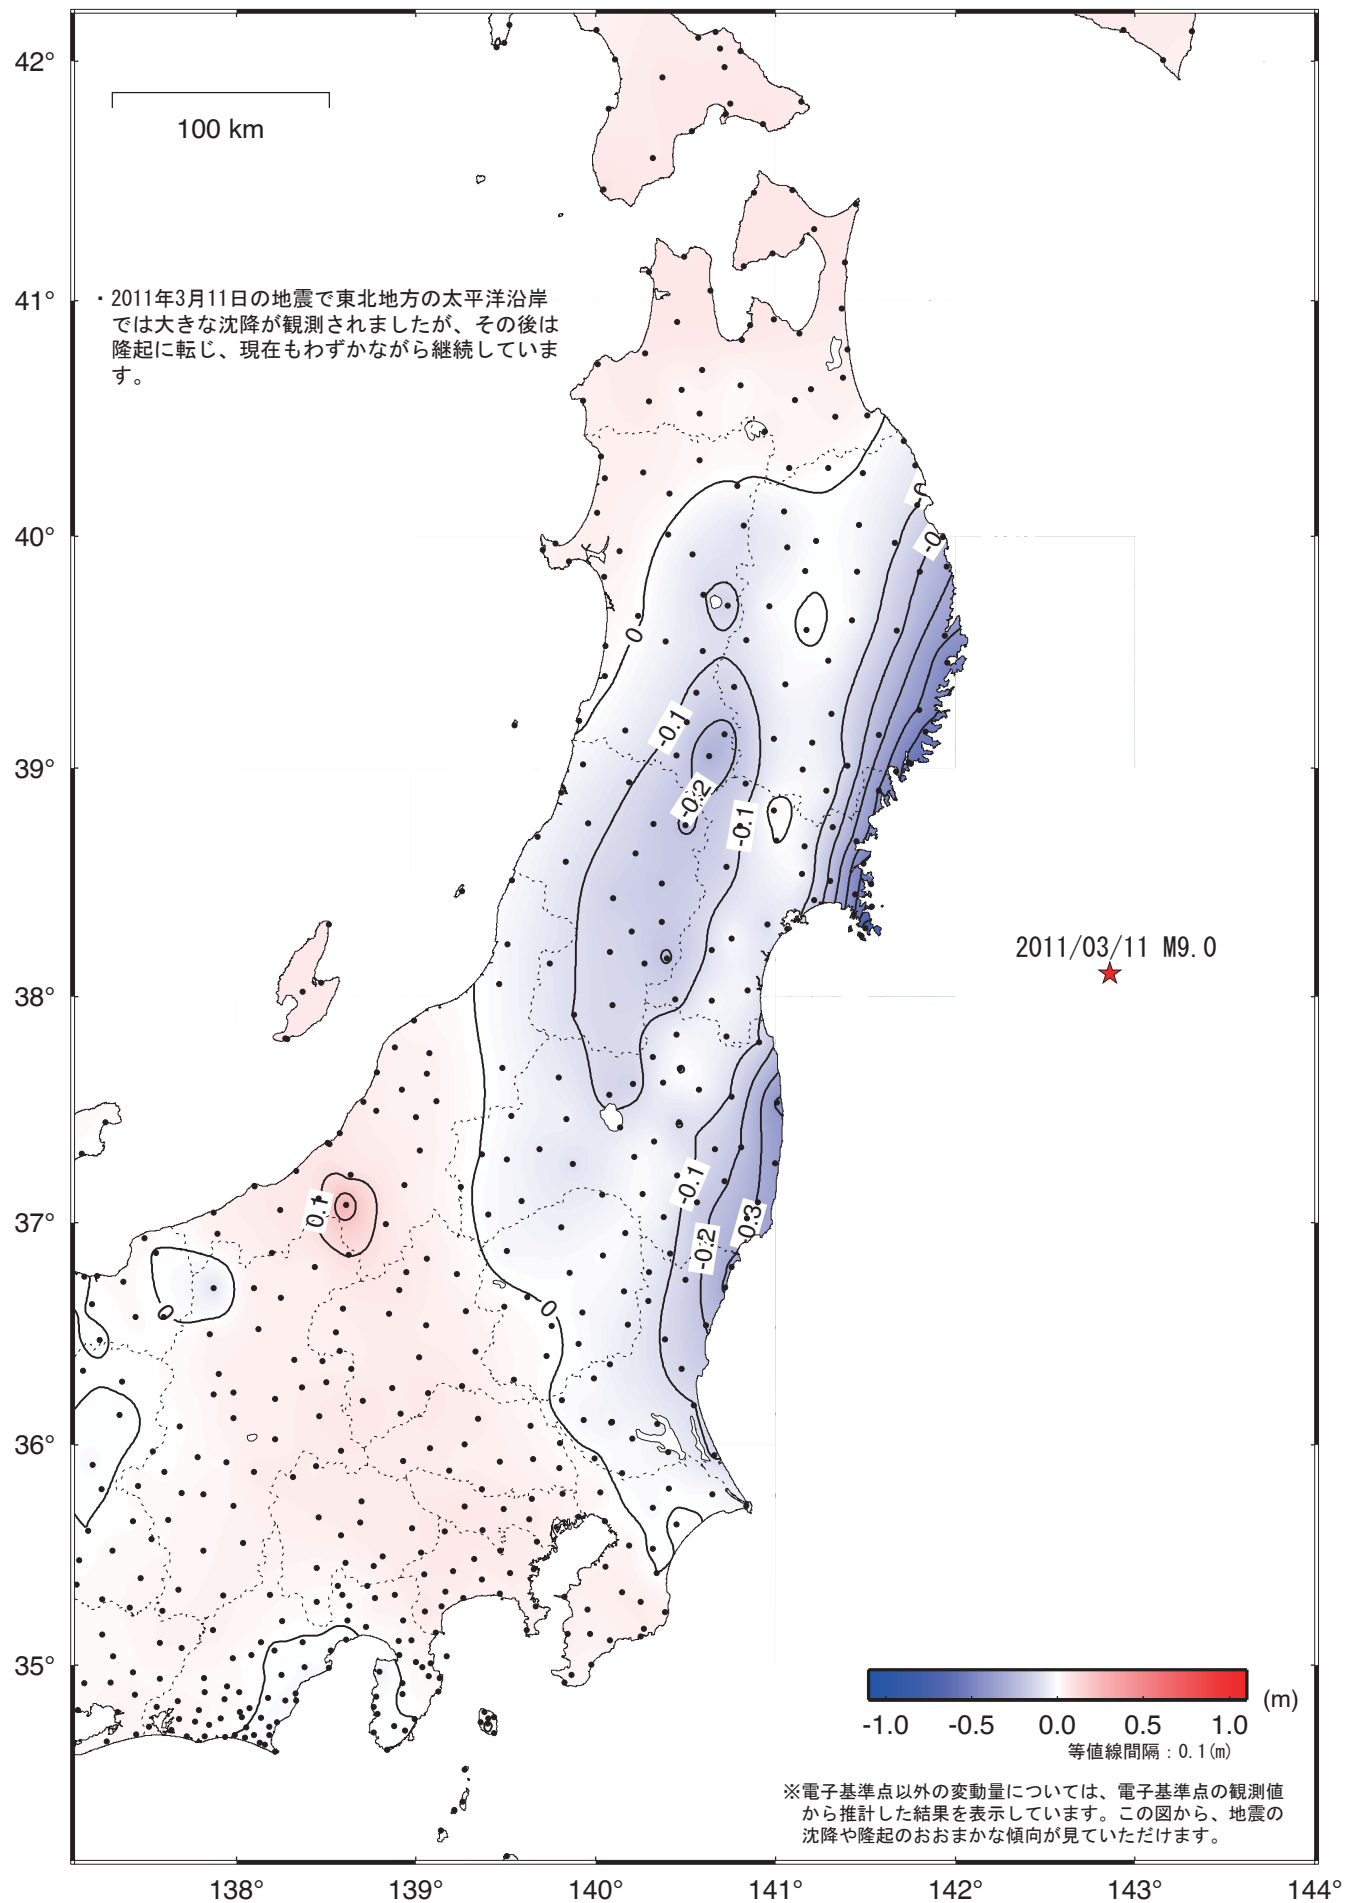 42°
100 km
41°
・2011年3月11日の地震で東北地方の太平洋沿岸
では大きな沈降が観測されましたが、その後は
隆起に転じ、現在もわずかながら継続していま
す。
40°
-0
0
-0.1
39°
-0.2
-0.1
2011/03/11 M9.0
38°
-0.1
0.1
37°
-0.2
0.3
0
0
36°
35°
(m)
-1.0 -0.5 0.0 0.5 1.0
等値線間隔：0.1(m)
※電子基準点以外の変動量については、電子基準点の観測値
から推計した結果を表示しています。この図から、地震の
沈降や隆起のおおまかな傾向が見ていただけます。
138° 139° 140° 141° 142° 143° 144°